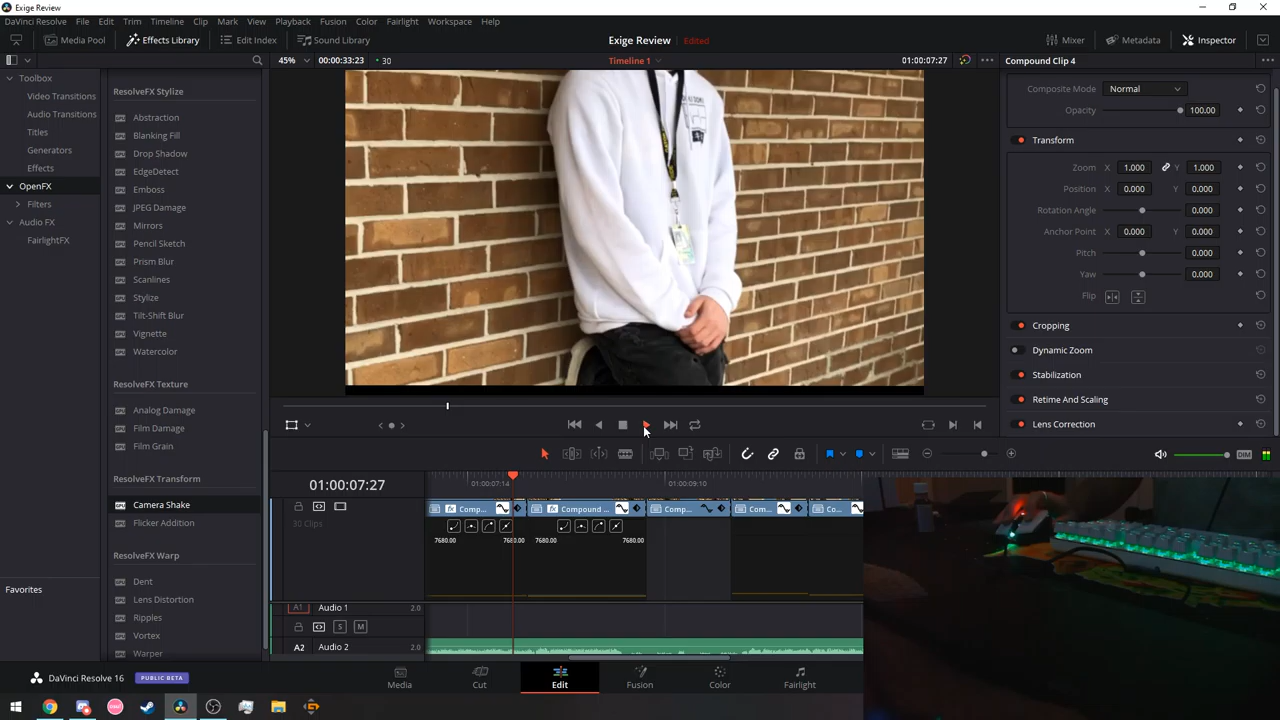 Exige Review
DaVinci Resolve File Edit Trim Timeline Clip Mark View Playback Fusion Color Fairlight Workspace Help
Media Pool Effects Library Edit Index Sound Library Exige Review Edited Mixer Metadata Inspector
45% 00:00:33:23 30 Timeline 1 01:00:07:27 Compound Clip 4
Toolbox
Video Transitions
Audio Transitions
Titles
Generators
Effects
OpenFX
Filters
Audio FX
FairlightFX
Favorites
ResolveFX Stylize
Abstraction
Blanking Fill
Drop Shadow
EdgeDetect
Emboss
JPEG Damage
Mirrors
Pencil Sketch
Prism Blur
Scanlines
Stylize
Tilt-Shift Blur
Vignette
Watercolor
ResolveFX Texture
Analog Damage
Film Damage
Film Grain
ResolveFX Transform
Camera Shake
Flicker Addition
ResolveFX Warp
Dent
Lens Distortion
Ripples
Vortex
Warper
Composite Mode Normal
Opacity 100.00
Transform
Zoom X 1.000 Y 1.000
Position X 0.000 Y 0.000
Rotation Angle 0.000
Anchor Point X 0.000 Y 0.000
Pitch 0.000
Yaw 0.000
Flip
Cropping
Dynamic Zoom
Stabilization
Retime And Scaling
Lens Correction
DIM
01:00:07:27 01:00:07:14 01:00:09:10
30 Clips
Comp... Compound ... Comp... Com... Co...
7680.00 7680.00 7680.00 7680.00
A1 Audio 1 2.0
S M
A2 Audio 2 2.0
DaVinci Resolve 16 PUBLIC BETA
Media Cut Edit Fusion Color Fairlight